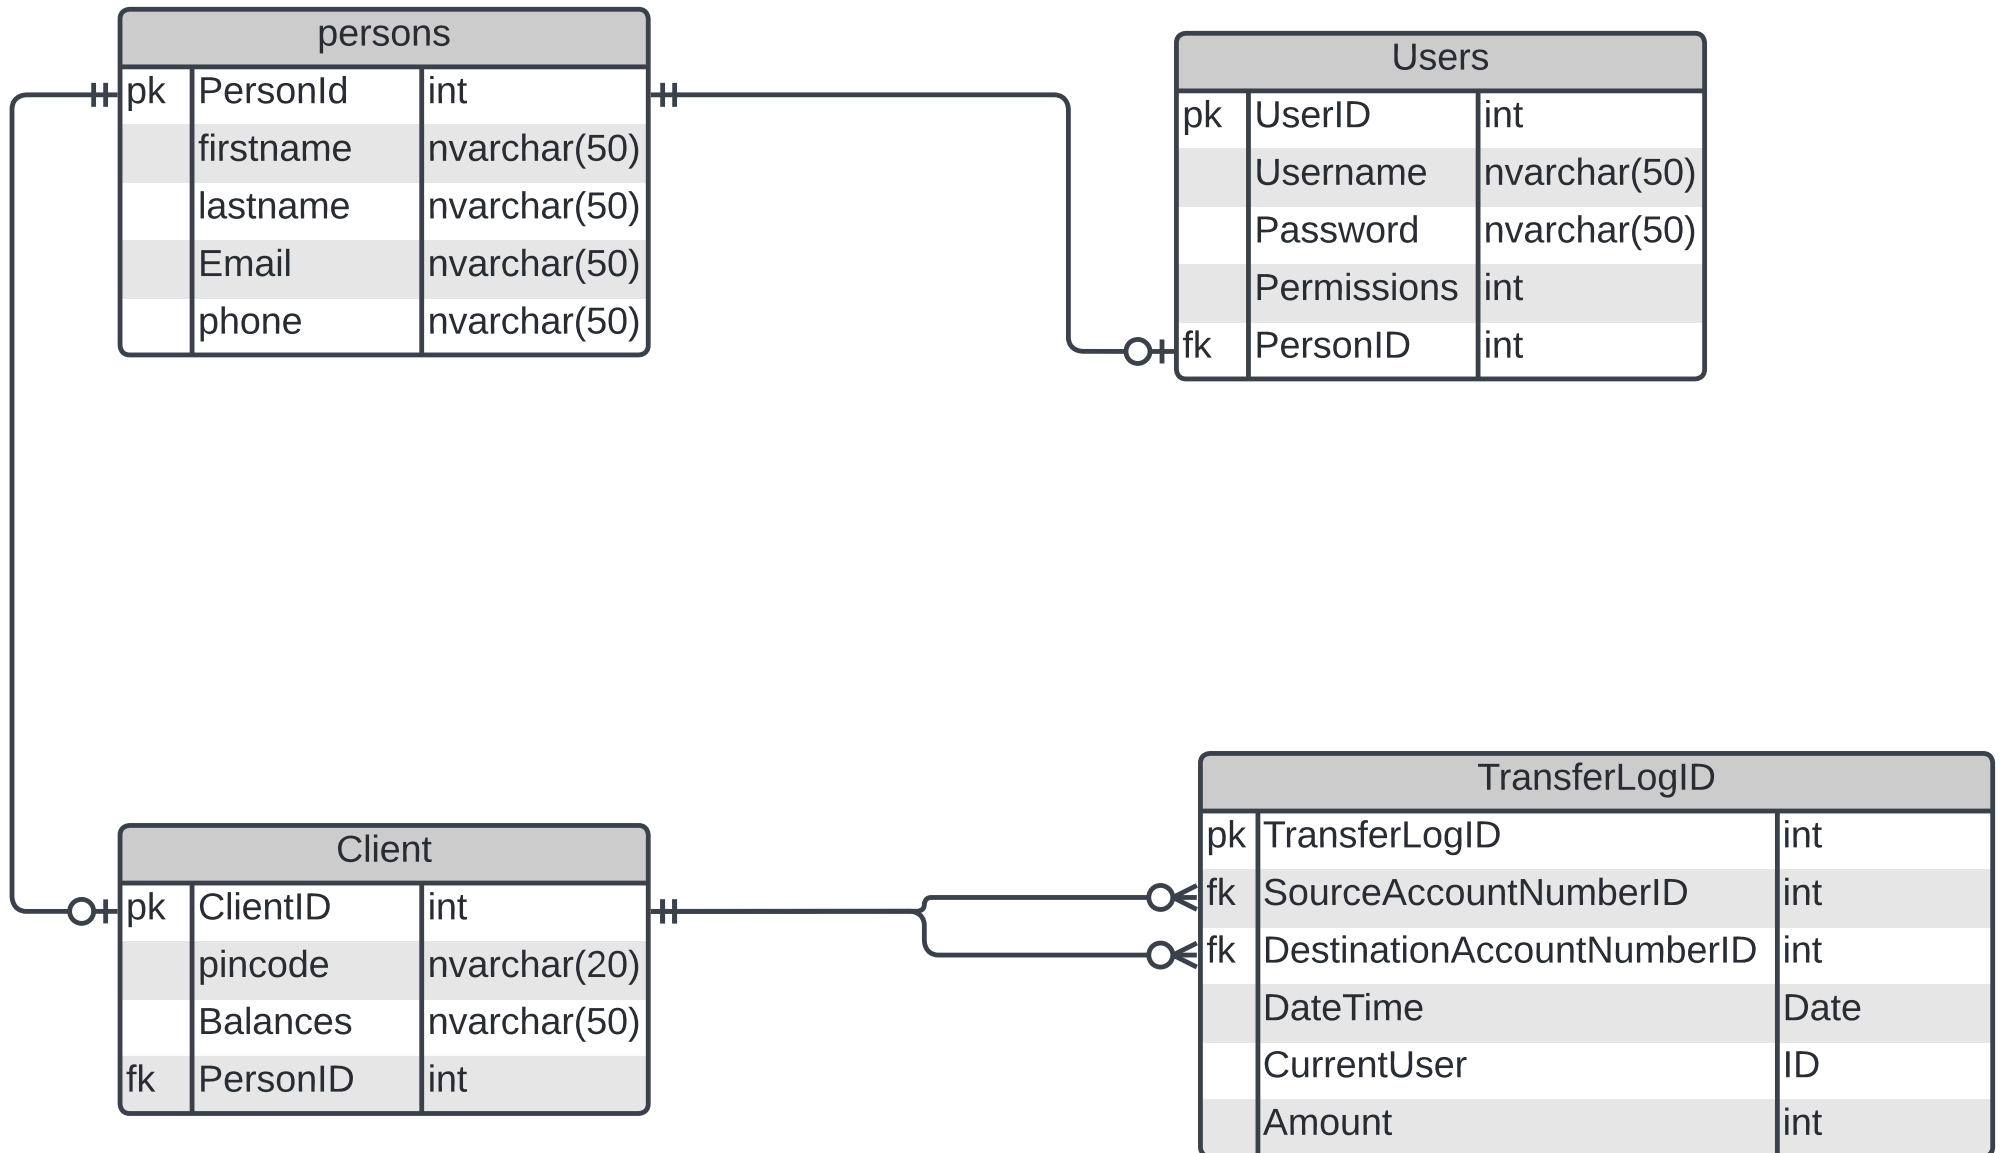 persons
pk PersonId int
firstname nvarchar(50)
lastname nvarchar(50)
Email nvarchar(50)
phone nvarchar(50)
Users
pk UserID int
Username nvarchar(50)
Password nvarchar(50)
Permissions int
fk PersonID int
Client
pk ClientID int
pincode nvarchar(20)
Balances nvarchar(50)
fk PersonID int
TransferLogID
pk TransferLogID int
fk SourceAccountNumberID int
fk DestinationAccountNumberID int
DateTime Date
CurrentUser ID
Amount int